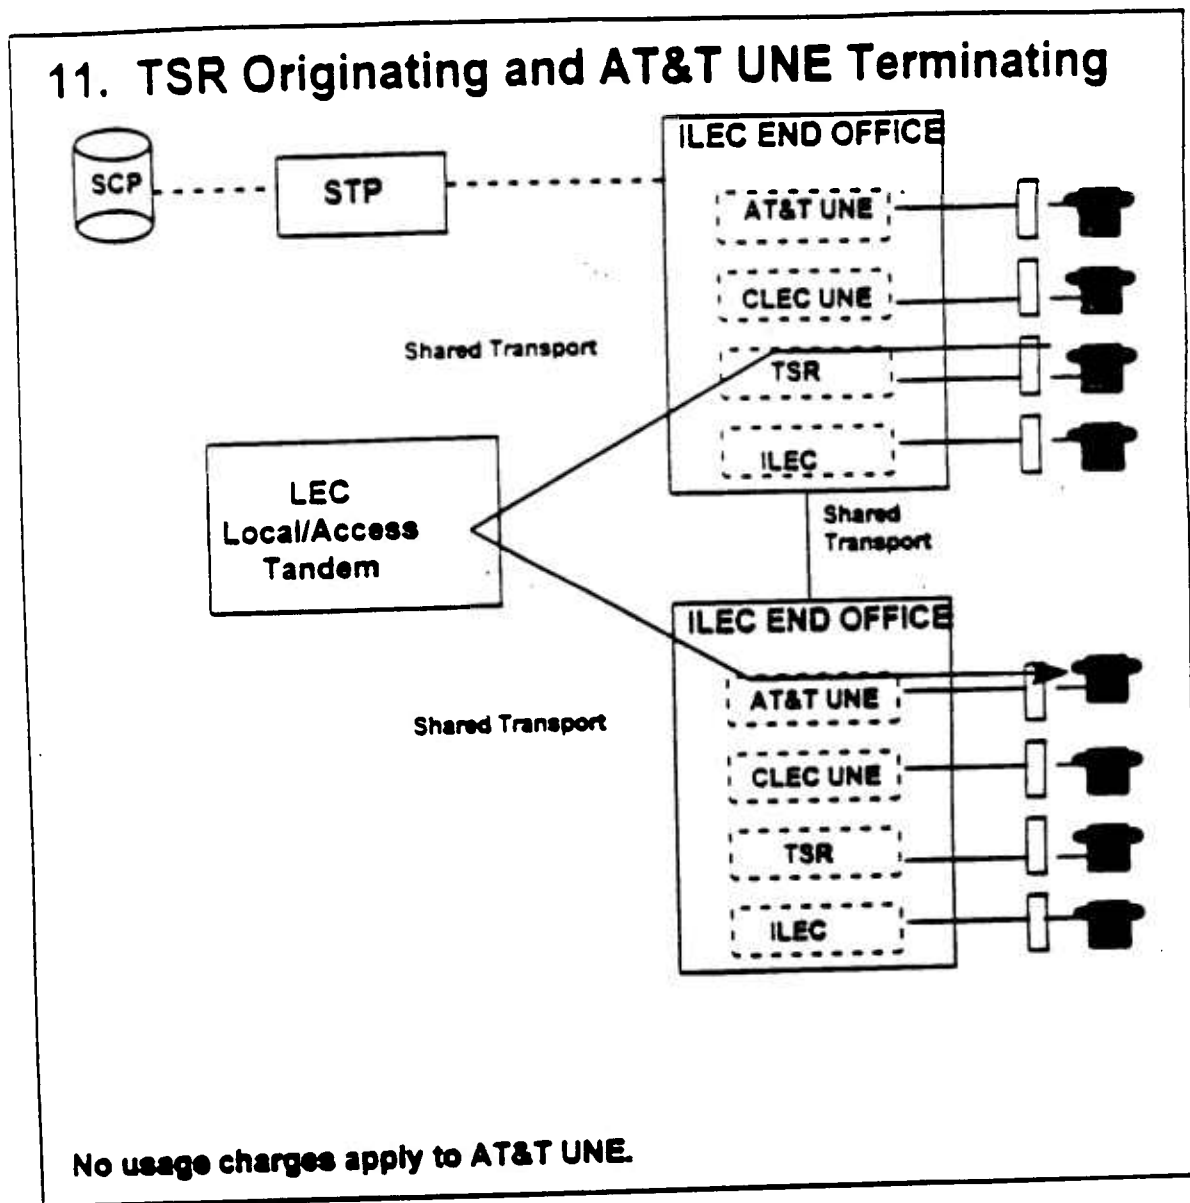 11. TSR Originating and AT&T UNE Terminating
ILEC END OFFICE
SCP
STP
AT&T UNE
CLEC UNE
Shared Transport
TSR
ILEC
LEC
Local/Access
Tandem
Shared
Transport
ILEC END OFFICE
AT&T UNE
Shared Transport
CLEC UNE
TSR
ILEC
No usage charges apply to AT&T UNE.